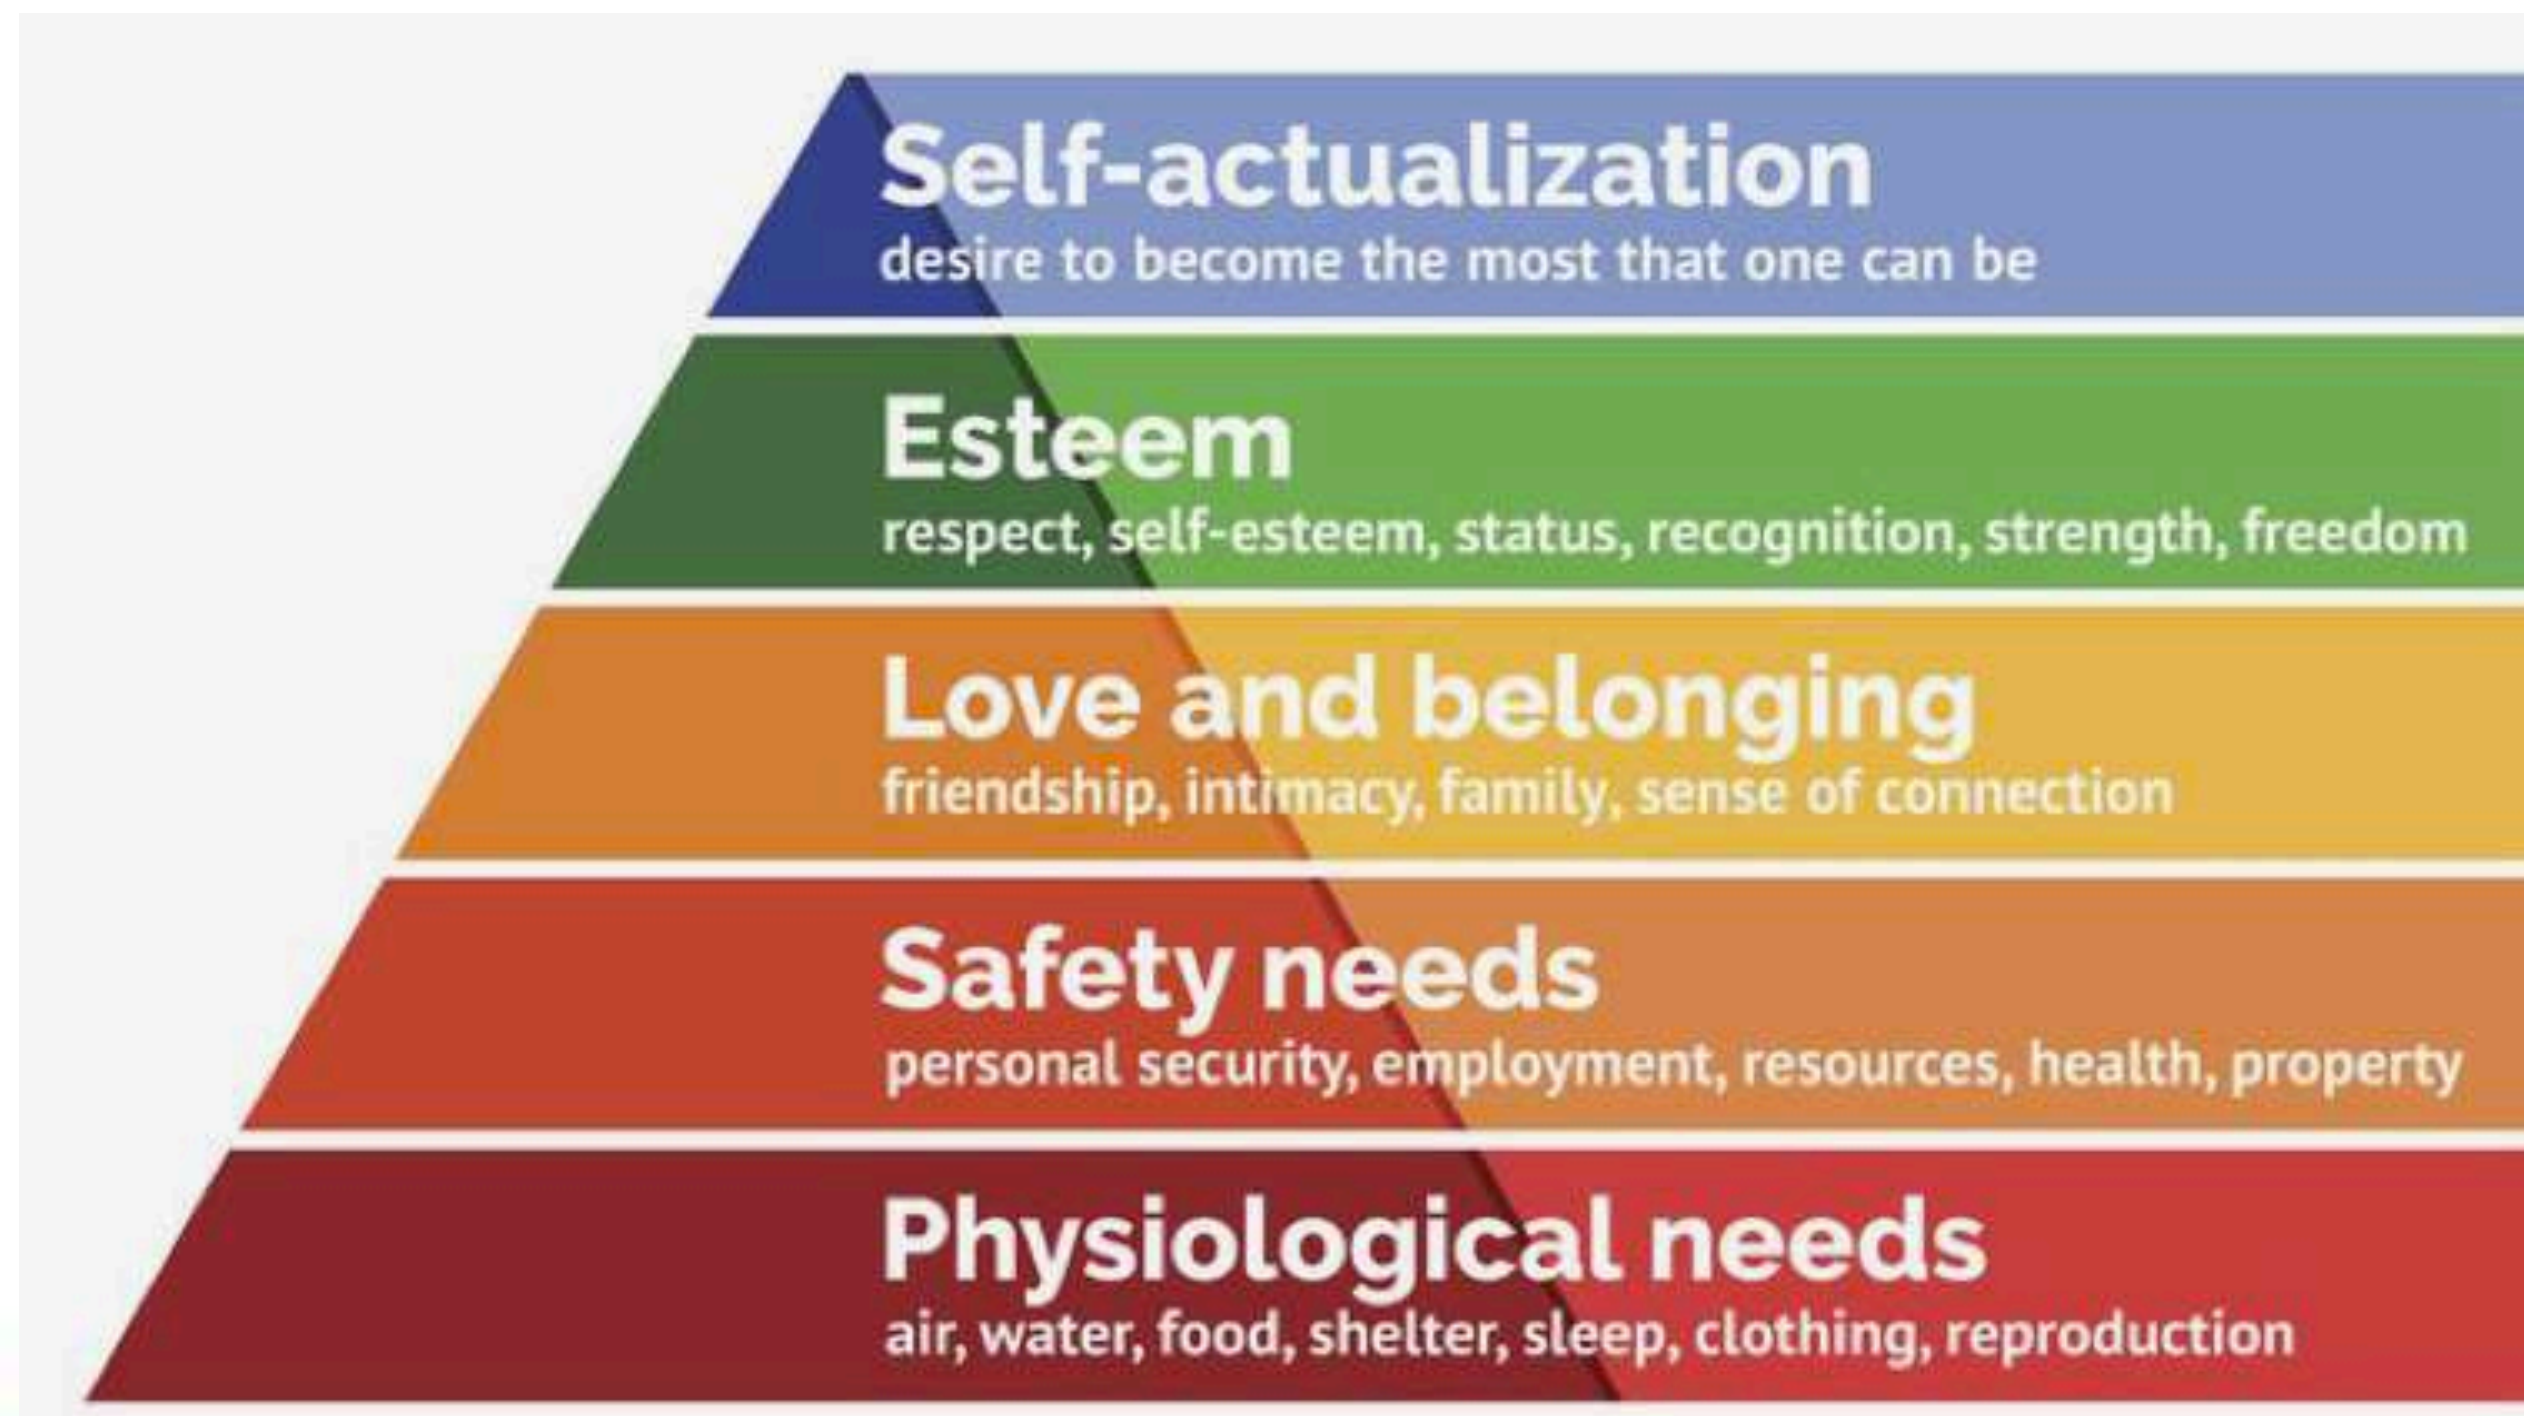 Self-actualization
desire to become the most that one can be
Esteem
respect, self-esteem, status, recognition, strength, freedom
Love and belonging
friendship, intimacy, family, sense of connection
Safety needs
personal security, employment, resources, health, property
Physiological needs
air, water, food, shelter, sleep, clothing, reproduction